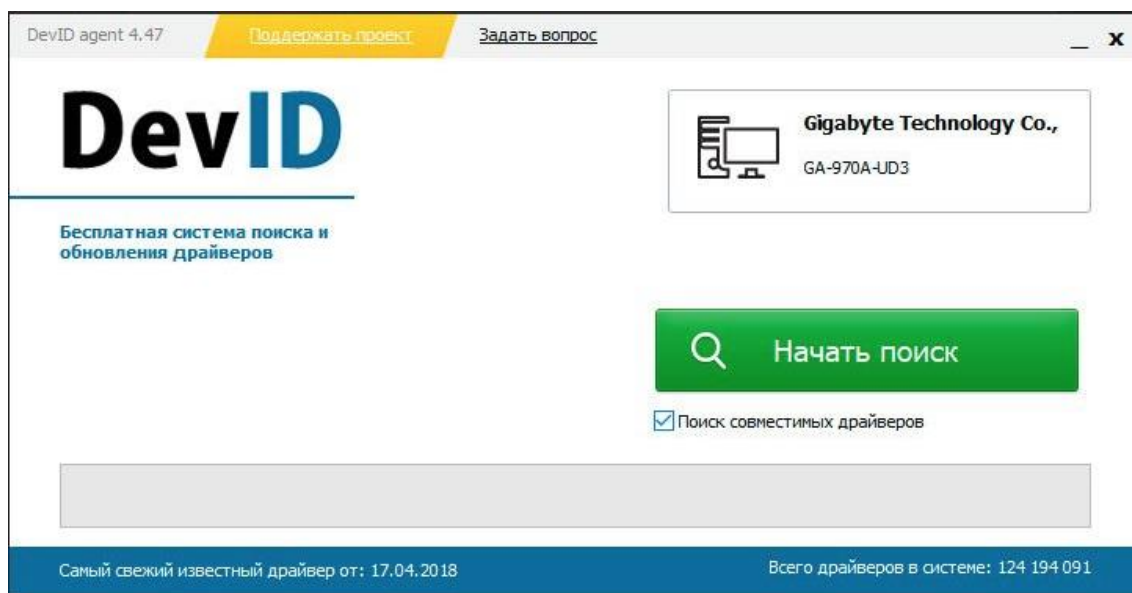 DevID agent 4.47
Поддержать проект
Задать вопрос
DevID
Gigabyte Technology Co.,
GA-970A-UD3
Бесплатная система поиска и
обновления драйверов
Начать поиск
Поиск совместимых драйверов
Самый свежий известный драйвер от: 17.04.2018
Всего драйверов в системе: 124 194 091